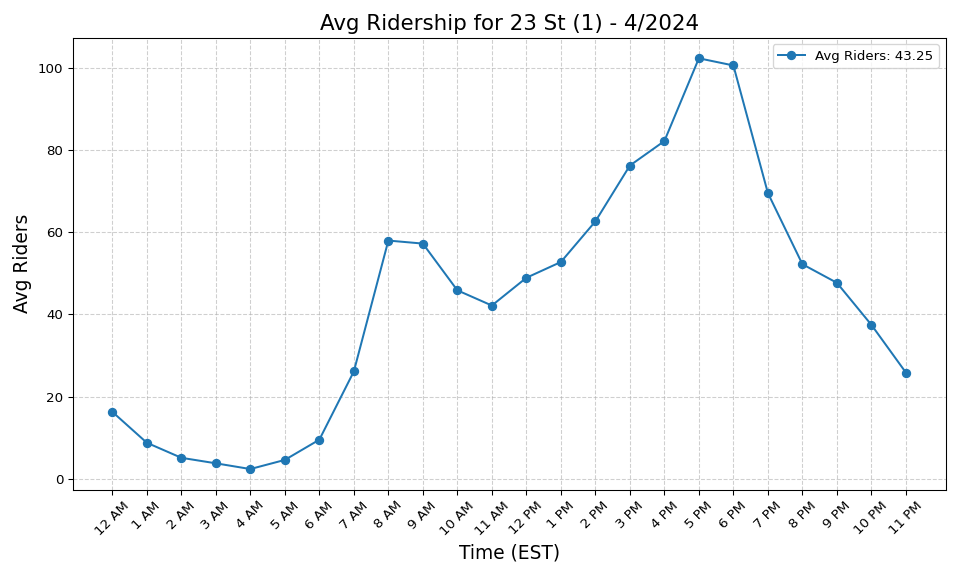 Avg Ridership for 23 St (1) - 4/2024
Avg Riders: 43.25
Avg Riders
100
80
60
40
20
0
12 AM
1 AM
2 AM
3 AM
4 AM
5 AM
6 AM
7 AM
8 AM
9 AM
10 AM
11 AM
12 PM
1 PM
2 PM
3 PM
4 PM
5 PM
6 PM
7 PM
8 PM
9 PM
10 PM
11 PM
Time (EST)